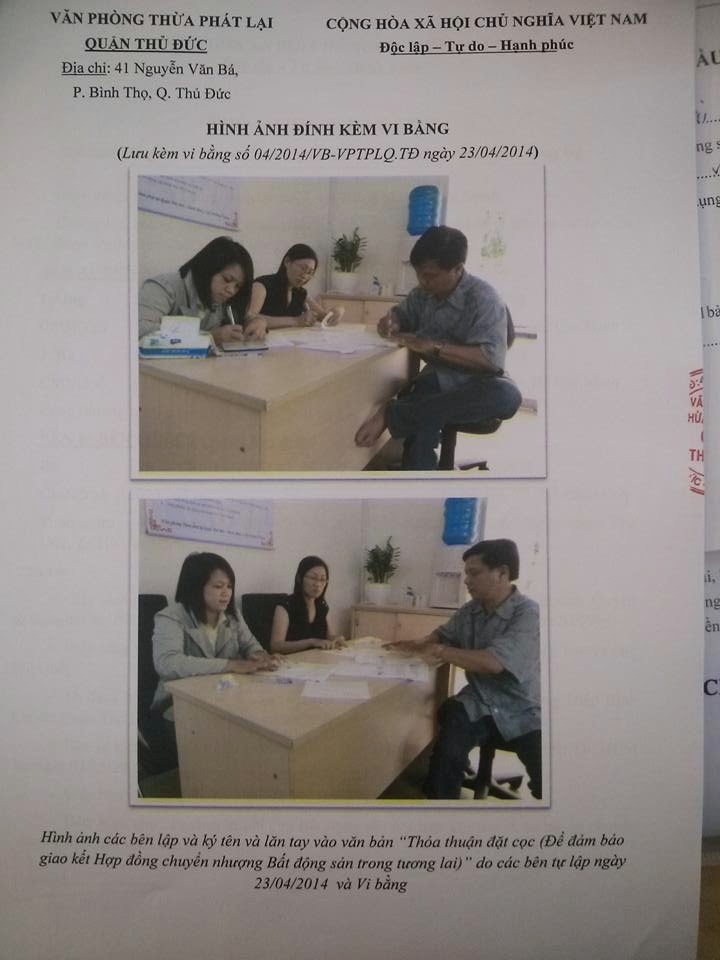 VĂN PHÒNG THỪA PHÁT LẠI
QUẬN THỦ ĐỨC
Địa chỉ: 41 Nguyễn Văn Bá,
P. Bình Thọ, Q. Thủ Đức
CỘNG HÒA XÃ HỘI CHỦ NGHĨA VIỆT NAM
Độc lập – Tự do – Hạnh phúc
HÌNH ẢNH ĐÍNH KÈM VI BẰNG
(Lưu kèm vi bằng số 04/2014/VB-VPTPLQ.TĐ ngày 23/04/2014)
Hình ảnh các bên lập và ký tên và lăn tay vào văn bản “Thỏa thuận đặt cọc (Để đảm bảo
giao kết Hợp đồng chuyển nhượng Bất động sản trong tương lai)” do các bên tự lập ngày
23/04/2014 và Vi bằng